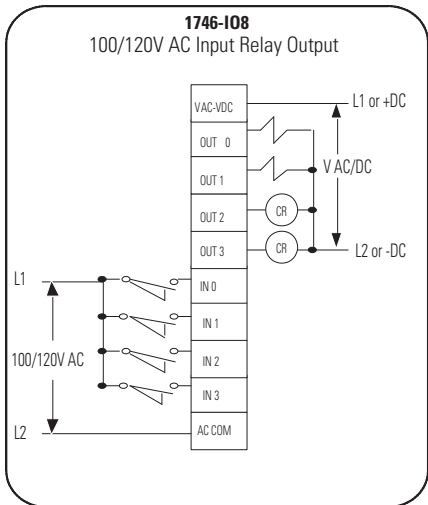 1746-IO8
100/120V AC Input Relay Output
VAC-VDC
L1 or +DC
OUT 0
V AC/DC
OUT 1
OUT 2
CR
OUT 3
CR
L2 or -DC
L1
IN 0
IN 1
100/120V AC
IN 2
IN 3
L2
AC COM